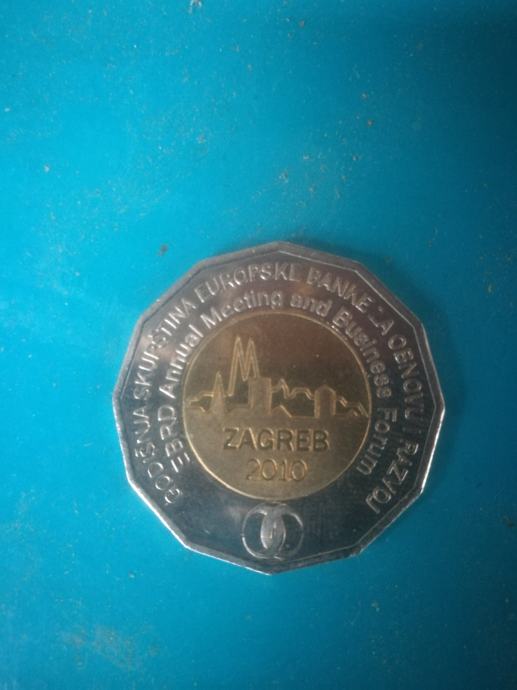 GODIŠNJA SKUPŠTINA EUROPSKE BANKE ZA OBNOVU I RAZVOJ
EBRD Annual Meeting and Business Forum
ZAGREB
2010